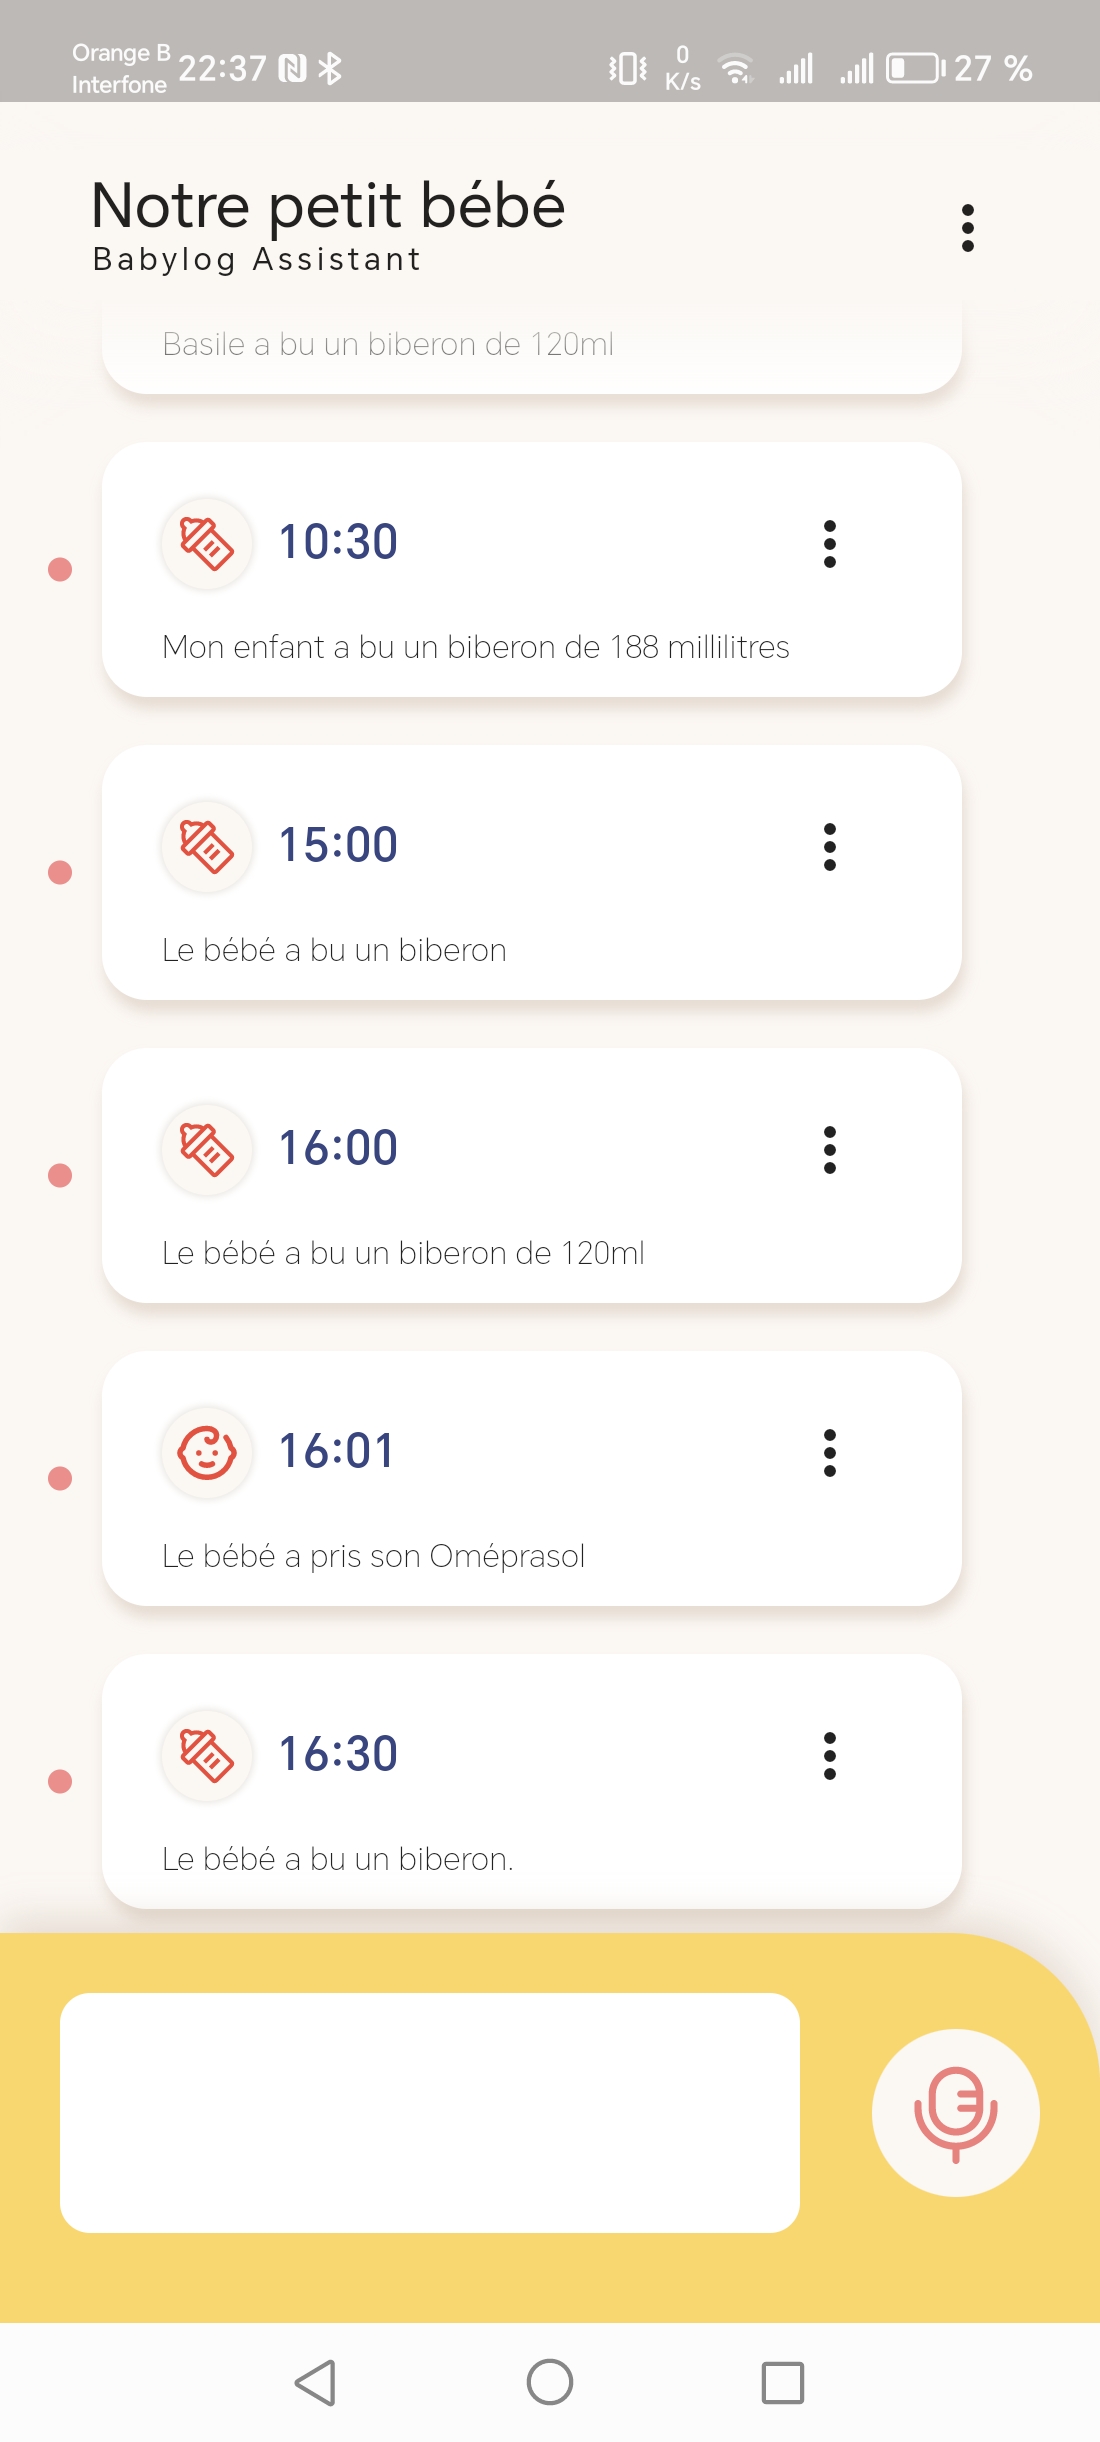 Orange B
Interfone
22:37
0
K/s
27 %
Notre petit bébé
Babylog Assistant
Basile a bu un biberon de 120ml
10:30
Mon enfant a bu un biberon de 188 millilitres
15:00
Le bébé a bu un biberon
16:00
Le bébé a bu un biberon de 120ml
16:01
Le bébé a pris son Oméprasol
16:30
Le bébé a bu un biberon.